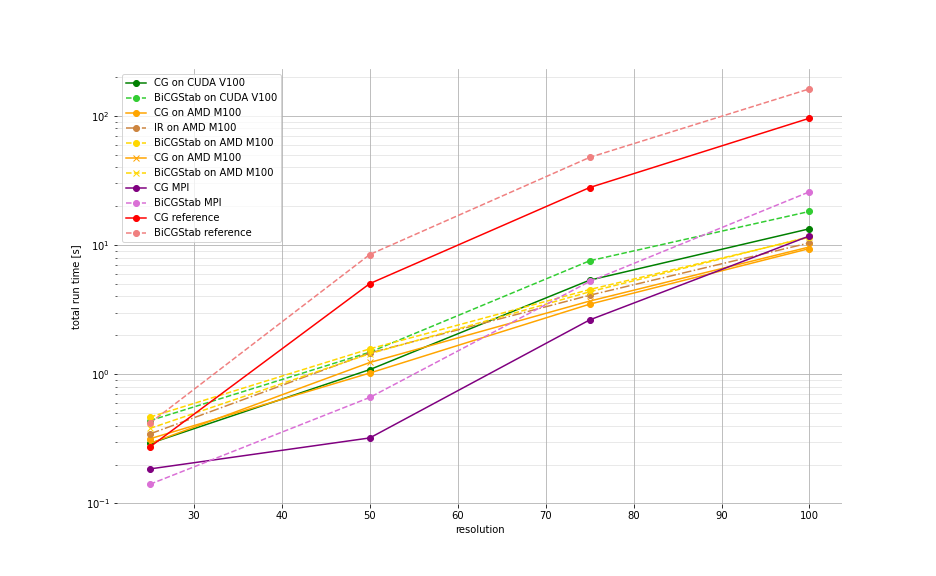 CG on CUDA V100
BiCGStab on CUDA V100
CG on AMD M100
IR on AMD M100
BiCGStab on AMD M100
CG on AMD M100
BiCGStab on AMD M100
CG MPI
BiCGStab MPI
CG reference
BiCGStab reference
total run time [s]
10²
10¹
10⁰
10⁻¹
30 40 50 60 70 80 90 100
resolution